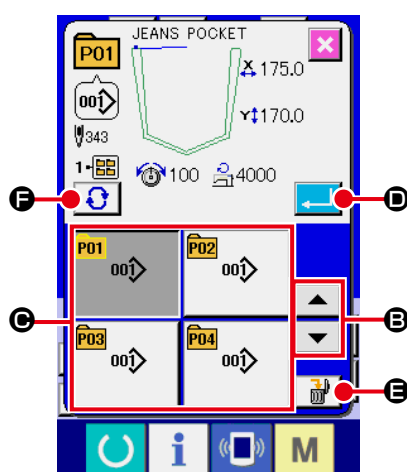 P01
JEANS POCKET
X 175.0
001
Y 170.0
343
1-
100
4000
F
D
P01
001
P02
001
B
C
P03
001
P04
001
E
i
M